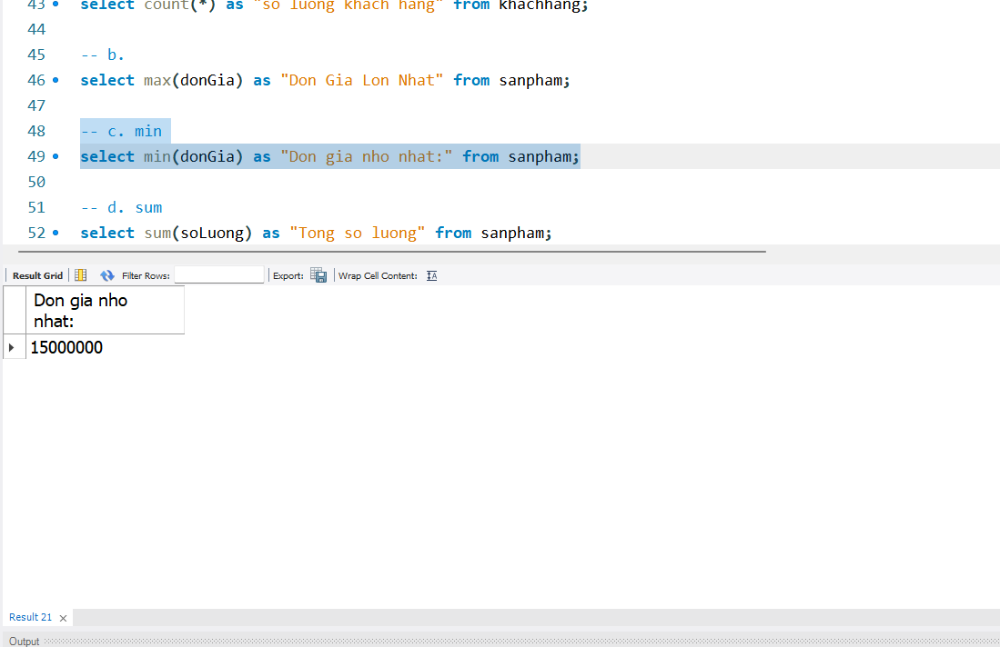 43 select count(*) as "so luong khach hang" from khachhang;
44
45 -- b.
46 select max(donGia) as "Don Gia Lon Nhat" from sanpham;
47
48 -- c. min
49 select min(donGia) as "Don gia nho nhat:" from sanpham;
50
51 -- d. sum
52 select sum(soLuong) as "Tong so luong" from sanpham;
Result Grid Filter Rows: Export: Wrap Cell Content: IA
Don gia nho
nhat:
15000000
Result 21 ×
Output